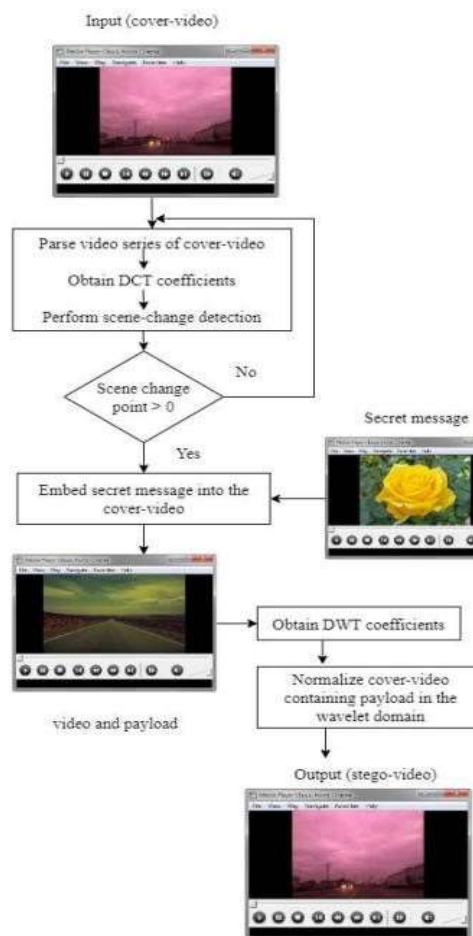 Input (cover-video)
Parse video series of cover-video
Obtain DCT coefficients
Perform scene-change detection
No
Scene change
point > 0
Secret message
Yes
Embed secret message into the
cover-video
Obtain DWT coefficients
Normalize cover-video
containing payload in the
wavelet domain
video and payload
Output (stego-video)